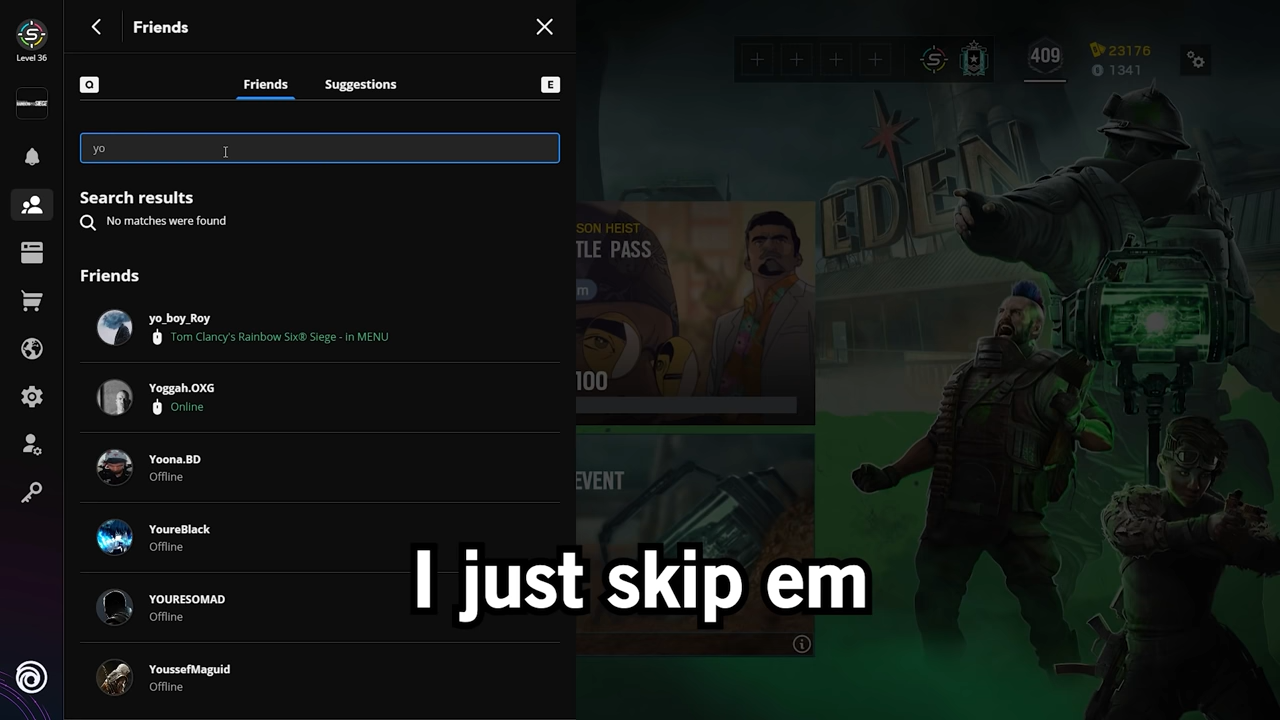 Level 36
Friends
Q
Friends
Suggestions
E
yo
Search results
No matches were found
Friends
yo_boy_Roy
Tom Clancy's Rainbow Six® Siege - in MENU
Yoggah.OXG
Online
Yoona.BD
Offline
YoureBlack
Offline
YOURESOMAD
Offline
YoussefMaguid
Offline
409
23176
1341
EDEN
SON HEIST
TLE PASS
m
100
EVENT
I just skip em